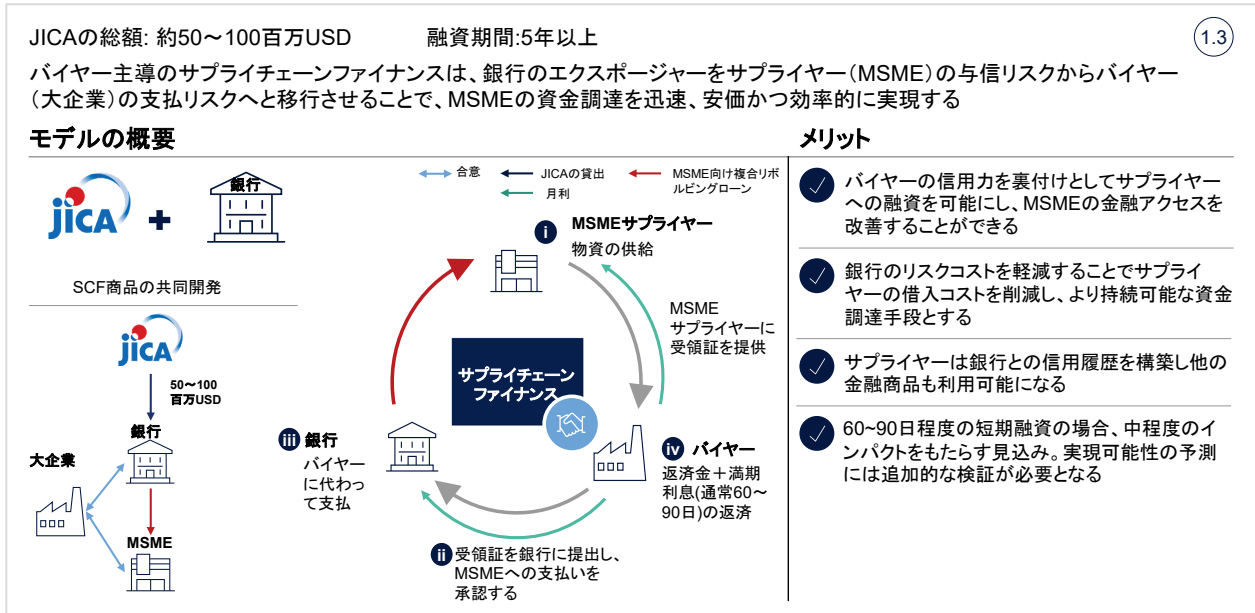 JICAの総額: 約50～100百万USD 融資期間:5年以上
1.3
バイヤー主導のサプライチェーンファイナンスは、銀行のエクスポージャーをサプライヤー（MSME）の与信リスクからバイヤー
（大企業）の支払リスクへと移行させることで、MSMEの資金調達を迅速、安価かつ効率的に実現する
モデルの概要
jICA
+
銀行
SCF商品の共同開発
jICA
50～100
百万USD
銀行
大企業
MSME
合意
JICAの貸出
MSME向け複合リボ
ルビングローン
月利
i MSMEサプライヤー
物資の供給
MSME
サプライヤーに
受領証を提供
サプライチェーン
ファイナンス
iii 銀行
バイヤー
に代わっ
て支払
iv バイヤー
返済金＋満期
利息(通常60～
90日)の返済
ii 受領証を銀行に提出し、
MSMEへの支払いを
承認する
メリット
バイヤーの信用力を裏付けとしてサプライヤー
への融資を可能にし、MSMEの金融アクセスを
改善することができる
銀行のリスクコストを軽減することでサプライ
ヤーの借入コストを削減し、より持続可能な資金
調達手段とする
サプライヤーは銀行との信用履歴を構築し他の
金融商品も利用可能になる
60~90日程度の短期融資の場合、中程度のイ
ンパクトをもたらす見込み。実現可能性の予測
には追加的な検証が必要となる